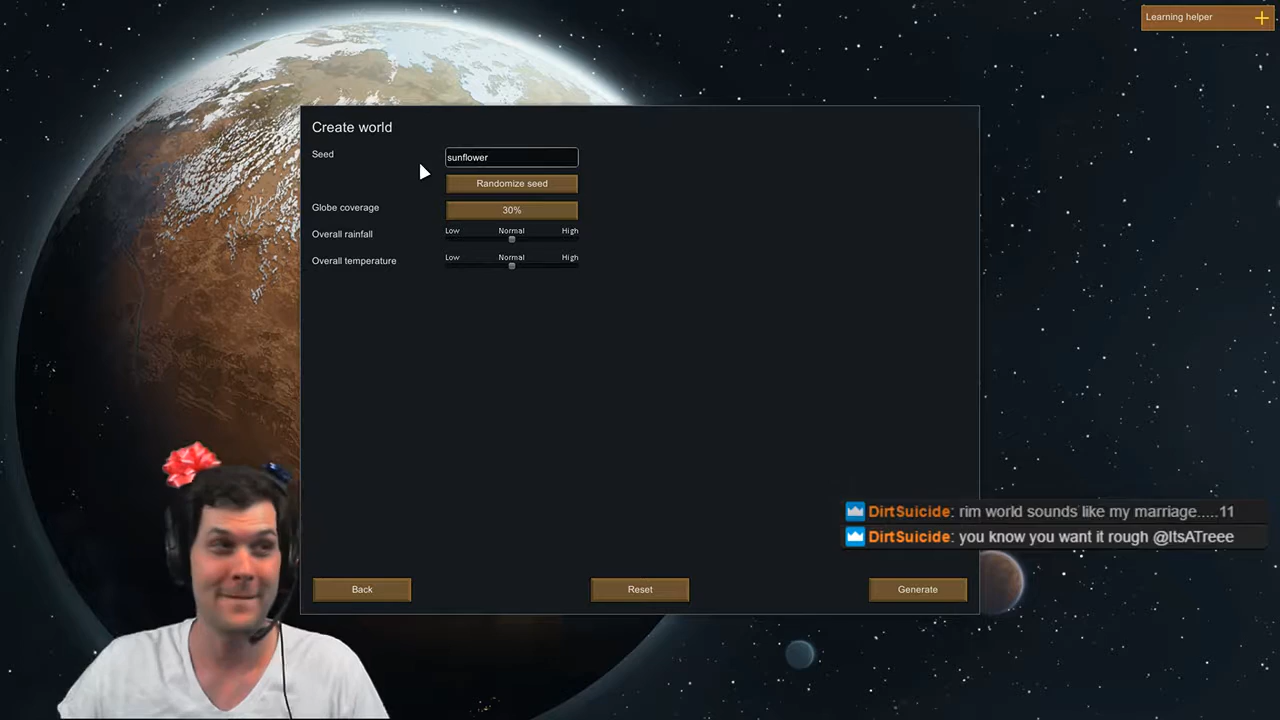 Learning helper
Create world
Seed
sunflower
Randomize seed
Globe coverage
30%
Overall rainfall
Low Normal High
Overall temperature
Low Normal High
DirtSuicide: rim world sounds like my marriage.....11
DirtSuicide: you know you want it rough @ItsATreee
Back
Reset
Generate